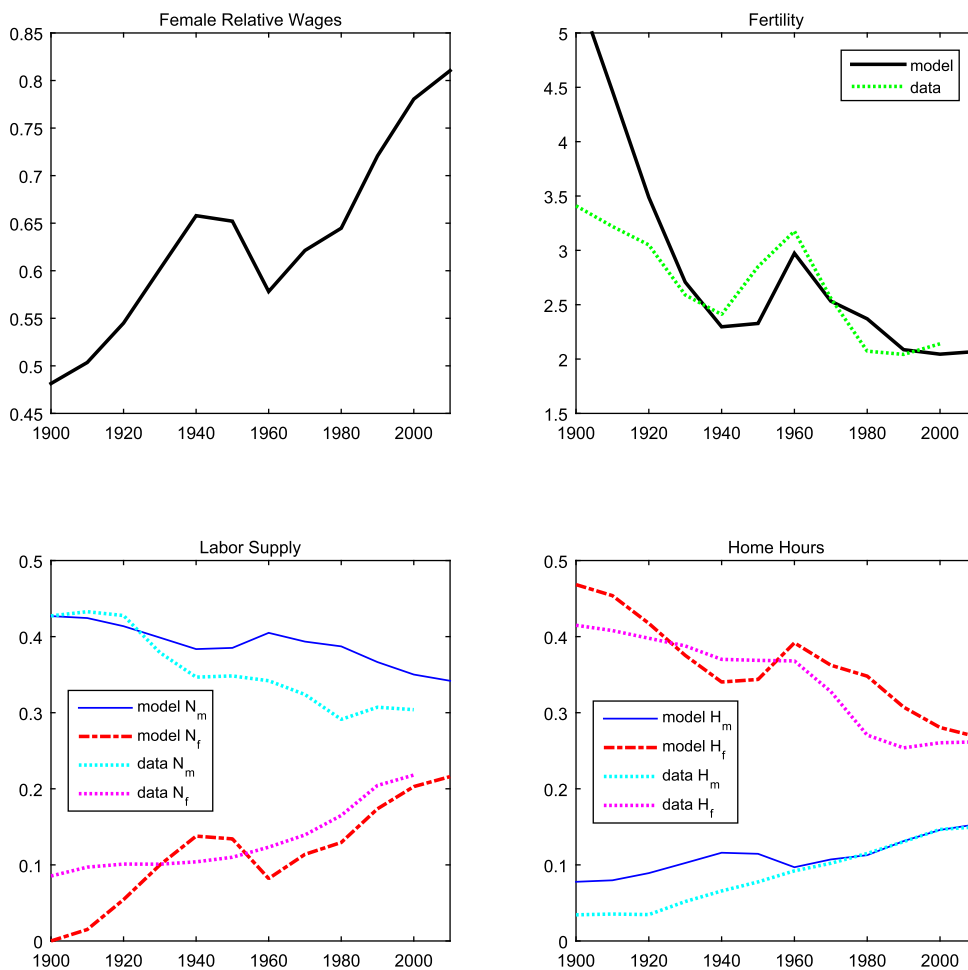 Female Relative Wages
0.85
0.8
0.75
0.7
0.65
0.6
0.55
0.5
0.45
1900 1920 1940 1960 1980 2000
Fertility
5
4.5
4
3.5
3
2.5
2
1.5
model
data
1900 1920 1940 1960 1980 2000
Labor Supply
0.5
0.4
0.3
0.2
0.1
0
model N_m
model N_f
data N_m
data N_f
1900 1920 1940 1960 1980 2000
Home Hours
0.5
0.4
0.3
0.2
0.1
0
model H_m
model H_f
data H_m
data H_f
1900 1920 1940 1960 1980 2000